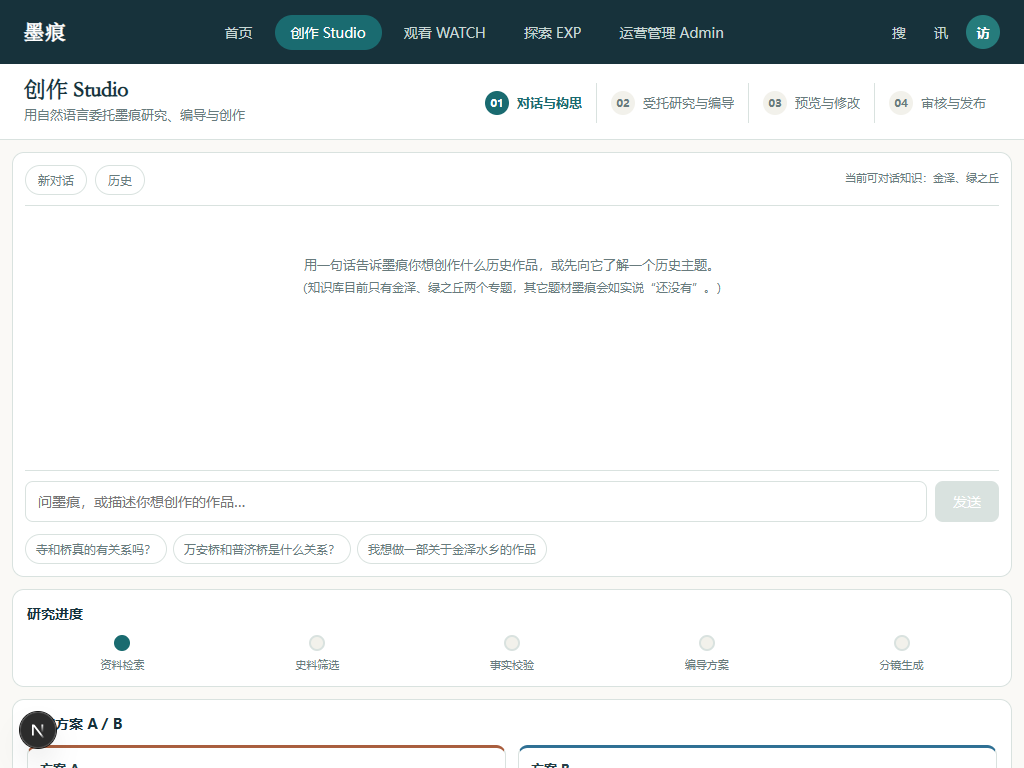 墨痕
首页 创作 Studio 观看 WATCH 探索 EXP 运营管理 Admin 搜 讯 访
创作 Studio
用自然语言委托墨痕研究、编导与创作
01 对话与构思 02 受托研究与编导 03 预览与修改 04 审核与发布
新对话 历史 当前可对话知识：金泽、绿之丘
用一句话告诉墨痕你想创作什么历史作品，或先向它了解一个历史主题。
（知识库目前只有金泽、绿之丘两个专题，其它题材墨痕会如实说“还没有”。）
问墨痕，或描述你想创作的作品...
发送
寺和桥真的有关系吗？ 万安桥和普济桥是什么关系？ 我想做一部关于金泽水乡的作品
研究进度
资料检索 史料筛选 事实校验 编导方案 分镜生成
N
方案 A / B
方案 A 方案 B